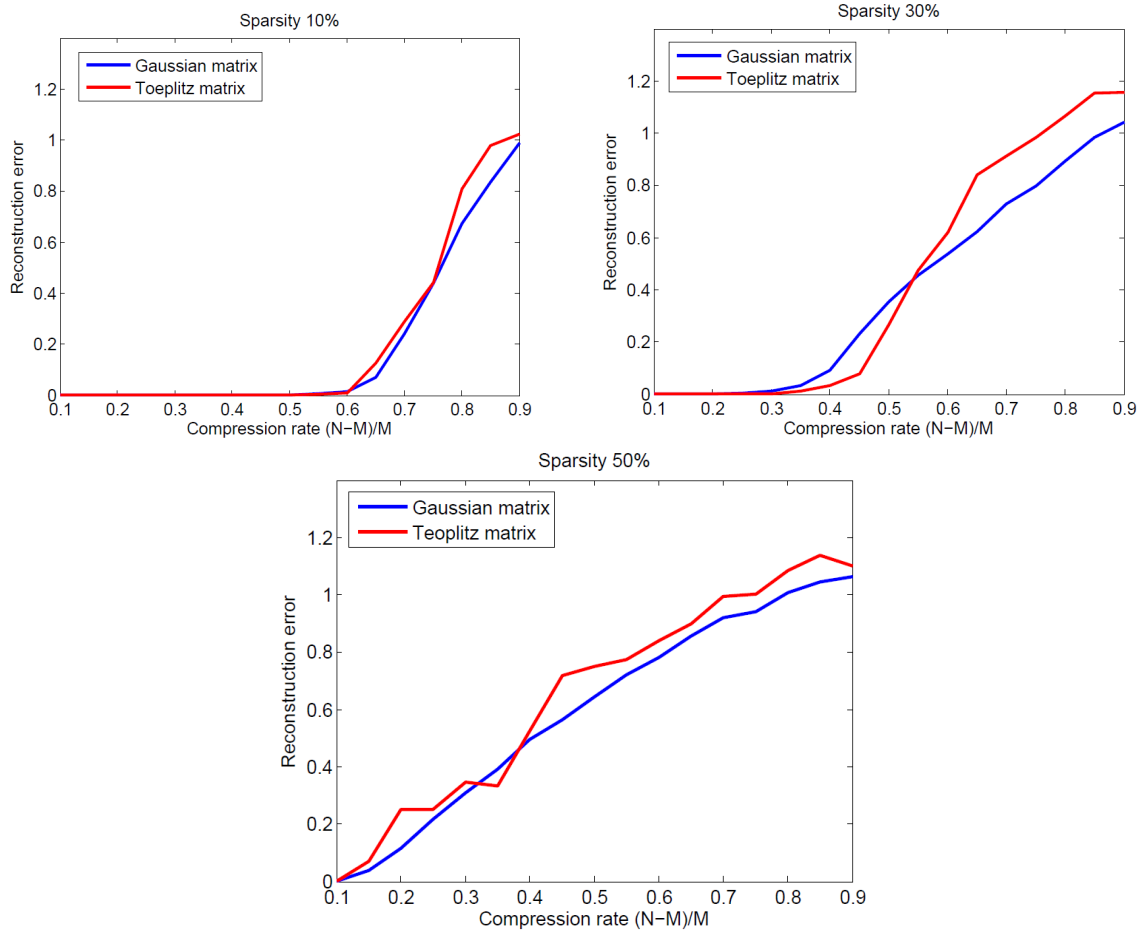 Sparsity 10%
Gaussian matrix
Toeplitz matrix
Reconstruction error
1.2
1
0.8
0.6
0.4
0.2
0
0.1 0.2 0.3 0.4 0.5 0.6 0.7 0.8 0.9
Compression rate (N−M)/M
Sparsity 30%
Gaussian matrix
Toeplitz matrix
Reconstruction error
1.2
1
0.8
0.6
0.4
0.2
0
0.1 0.2 0.3 0.4 0.5 0.6 0.7 0.8 0.9
Compression rate (N−M)/M
Sparsity 50%
Gaussian matrix
Teoplitz matrix
Reconstruction error
1.2
1
0.8
0.6
0.4
0.2
0
0.1 0.2 0.3 0.4 0.5 0.6 0.7 0.8 0.9
Compression rate (N−M)/M